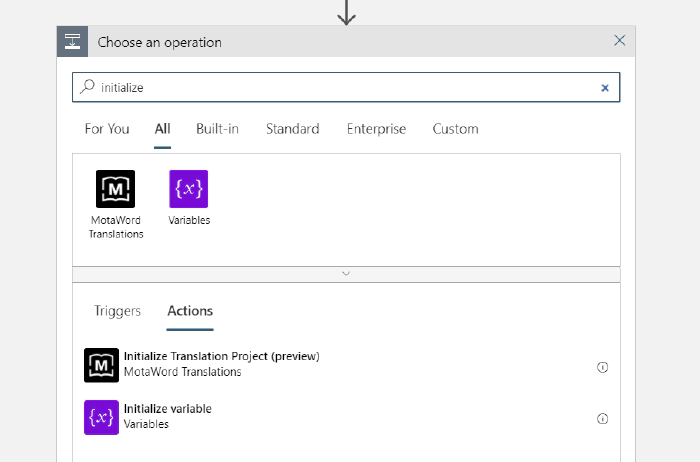 Choose an operation
initialize
For You All Built-in Standard Enterprise Custom
M {x}
MotaWord Variables
Translations
Triggers Actions
M Initialize Translation Project (preview)
MotaWord Translations
{x} Initialize variable
Variables